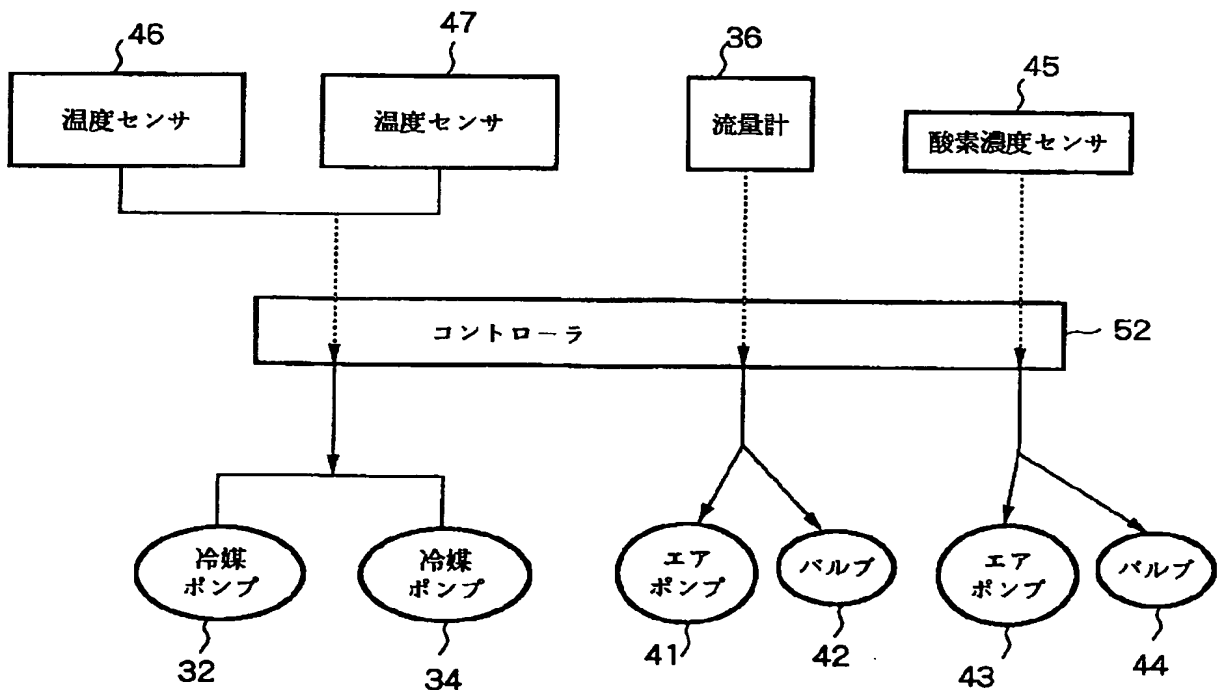 46
47
36
45
温度センサ
温度センサ
流量計
酸素濃度センサ
コントローラ
52
冷媒
ポンプ
冷媒
ポンプ
エア
ポンプ
バルブ
エア
ポンプ
バルブ
32
34
41
42
43
44